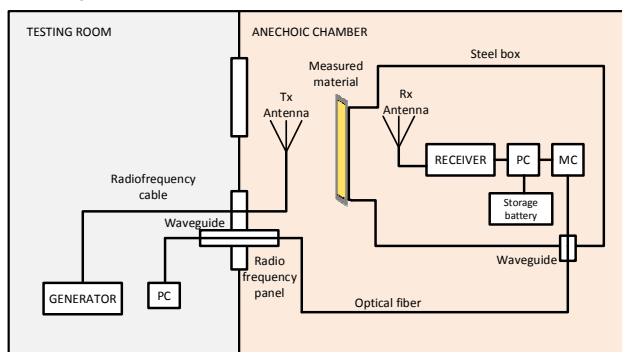 TESTING ROOM
ANECHOIC CHAMBER
Steel box
Measured
material
Tx
Antenna
Rx
Antenna
RECEIVER
PC
MC
Storage
battery
Radiofrequency
cable
Waveguide
Waveguide
Radio
frequency
panel
GENERATOR
PC
Optical fiber